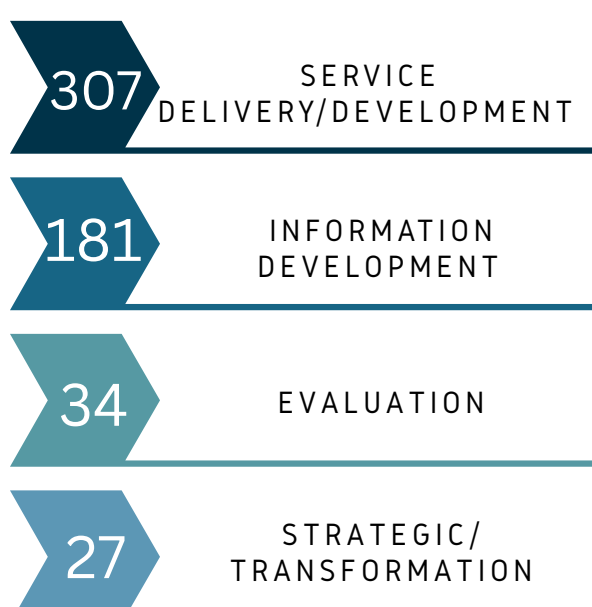 307
SERVICE
DELIVERY/DEVELOPMENT
181
INFORMATION
DEVELOPMENT
34
EVALUATION
27
STRATEGIC/
TRANSFORMATION